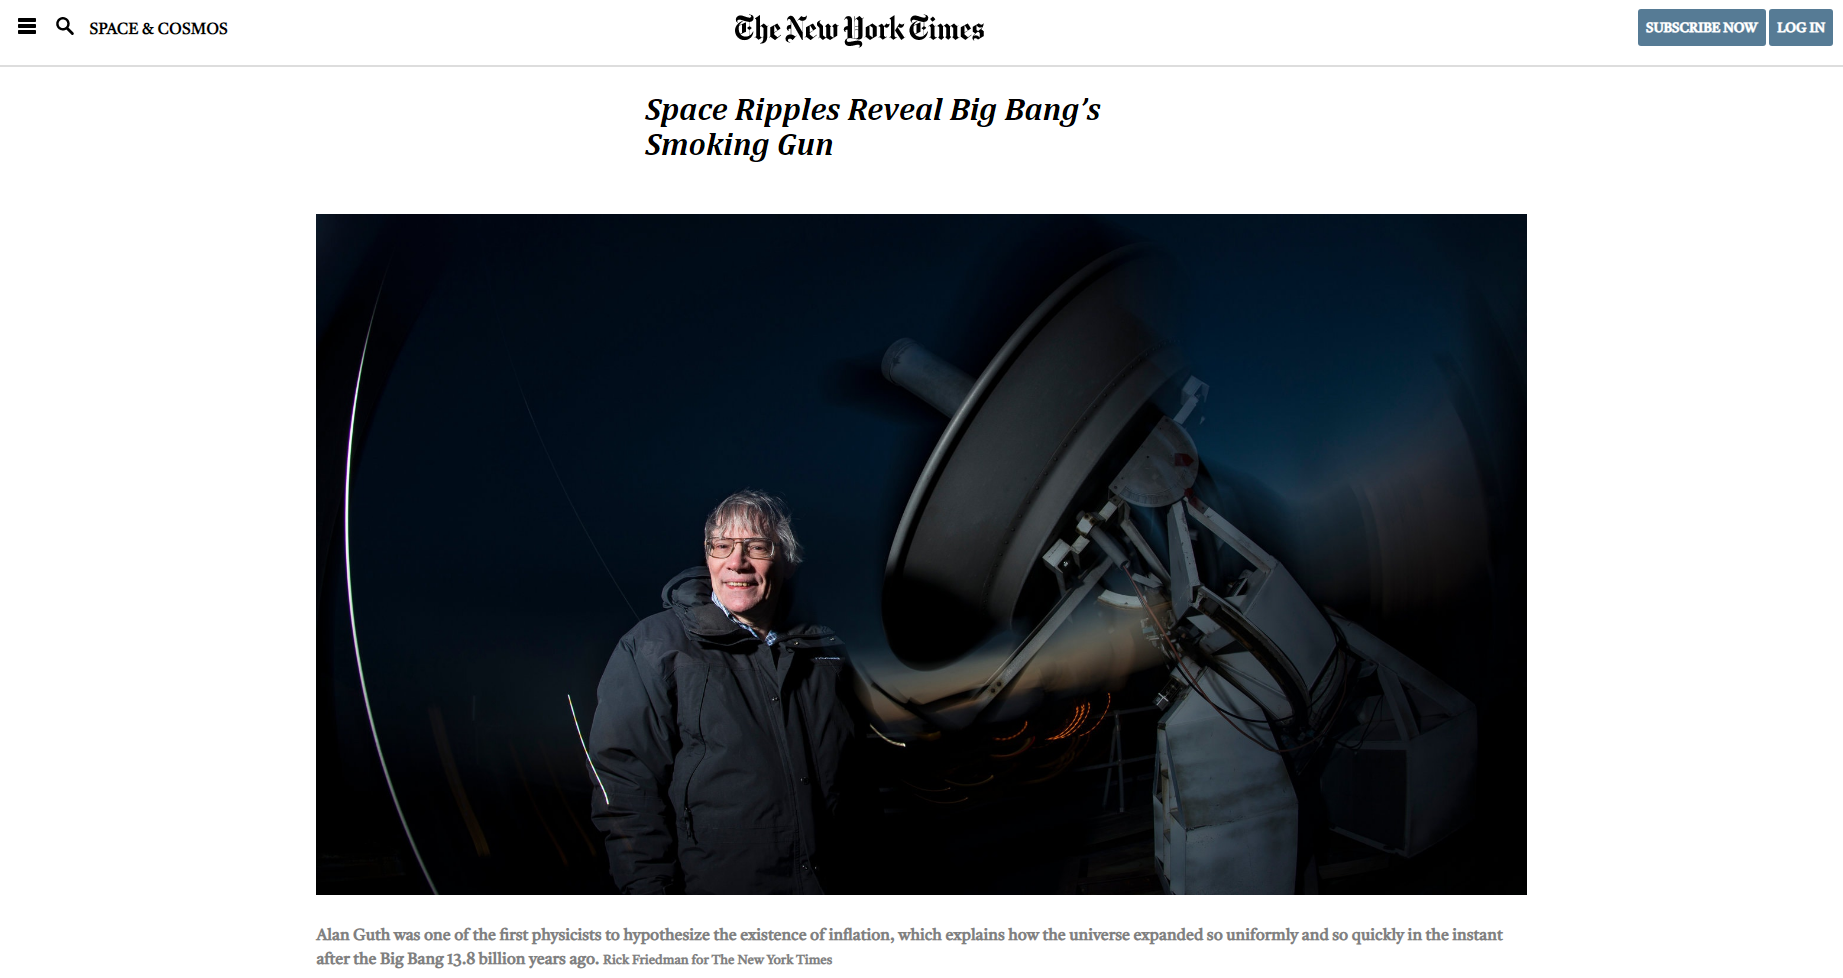 SPACE & COSMOS
The New York Times
SUBSCRIBE NOW
LOG IN
Space Ripples Reveal Big Bang’s
Smoking Gun
Alan Guth was one of the first physicists to hypothesize the existence of inflation, which explains how the universe expanded so uniformly and so quickly in the instant
after the Big Bang 13.8 billion years ago. Rick Friedman for The New York Times